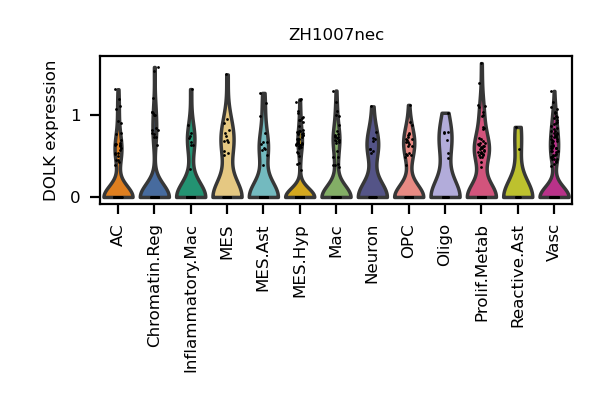 ZH1007nec
DOLK expression
1
0
AC
Chromatin.Reg
Inflammatory.Mac
MES
MES.Ast
MES.Hyp
Mac
Neuron
OPC
Oligo
Prolif.Metab
Reactive.Ast
Vasc